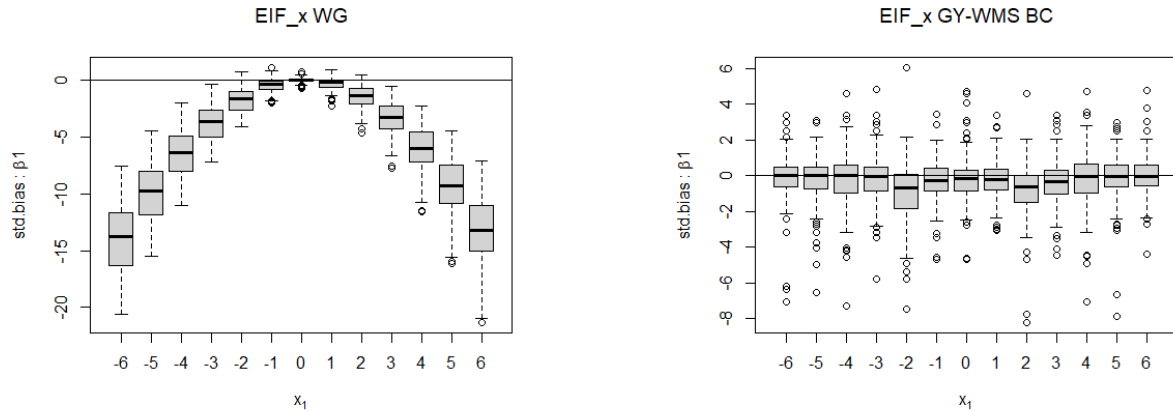 EIF_x WG
std.bias : β1
0
-5
-10
-15
-20
-6 -5 -4 -3 -2 -1 0 1 2 3 4 5 6
x1
EIF_x GY-WMS BC
std.bias : β1
6
4
2
0
-2
-4
-6
-8
-6 -5 -4 -3 -2 -1 0 1 2 3 4 5 6
x1